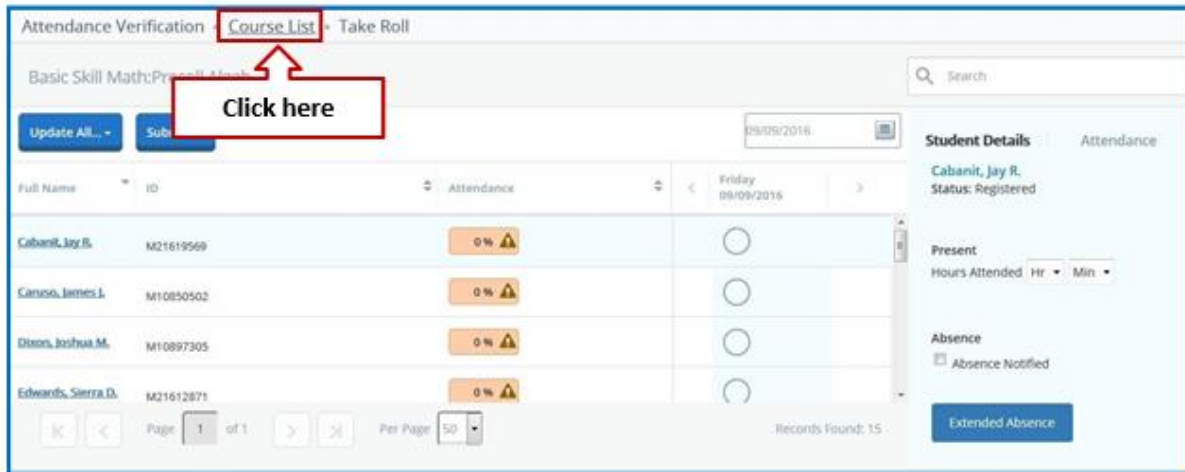 Attendance Verification • Course List • Take Roll
Basic Skill Math:
Search
Click here
Update All...
09/09/2016
Student Details Attendance
Full Name ID Attendance Friday
09/09/2016
Cabanit, Jay R.
Status: Registered
Cabanit, Jay R. M21619569 0 %
Present
Hours Attended Hr Min
Caruso, James J. M10850502 0 %
Dixon, Joshua M. M10897305 0 %
Absence
Absence Notified
Edwards, Sierra D. M21612871 0 %
Page 1 of 1 Per Page 50 Records Found: 15
Extended Absence